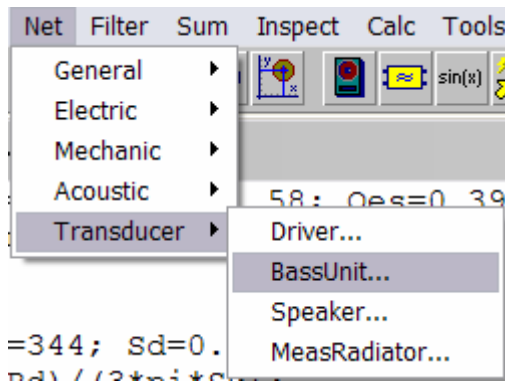 Net Filter Sum Inspect Calc Tools
sin(x)
General
Electric
Mechanic
Acoustic
58; Qes=0.39
Transducer
Driver...
BassUnit...
Speaker...
=344; Sd=0.
MeasRadiator...